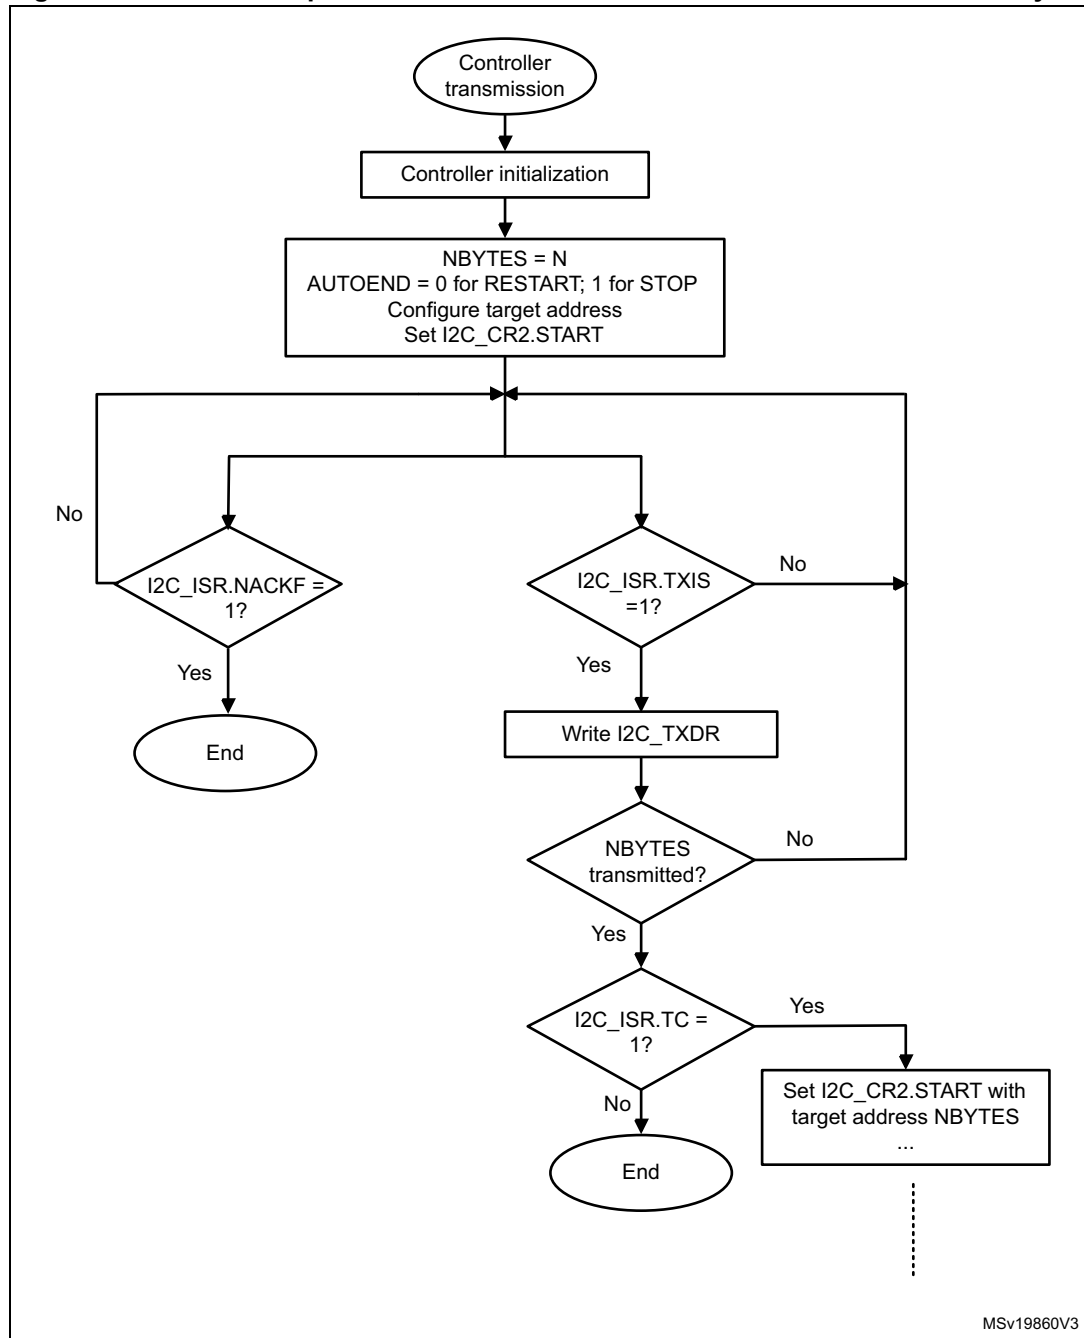 Controller
transmission
Controller initialization
NBYTES = N
AUTOEND = 0 for RESTART; 1 for STOP
Configure target address
Set I2C_CR2.START
No
I2C_ISR.NACKF =
1?
Yes
End
I2C_ISR.TXIS
=1?
No
Yes
Write I2C_TXDR
NBYTES
transmitted?
No
Yes
I2C_ISR.TC =
1?
Yes
Set I2C_CR2.START with
target address NBYTES
...
No
End
MSv19860V3